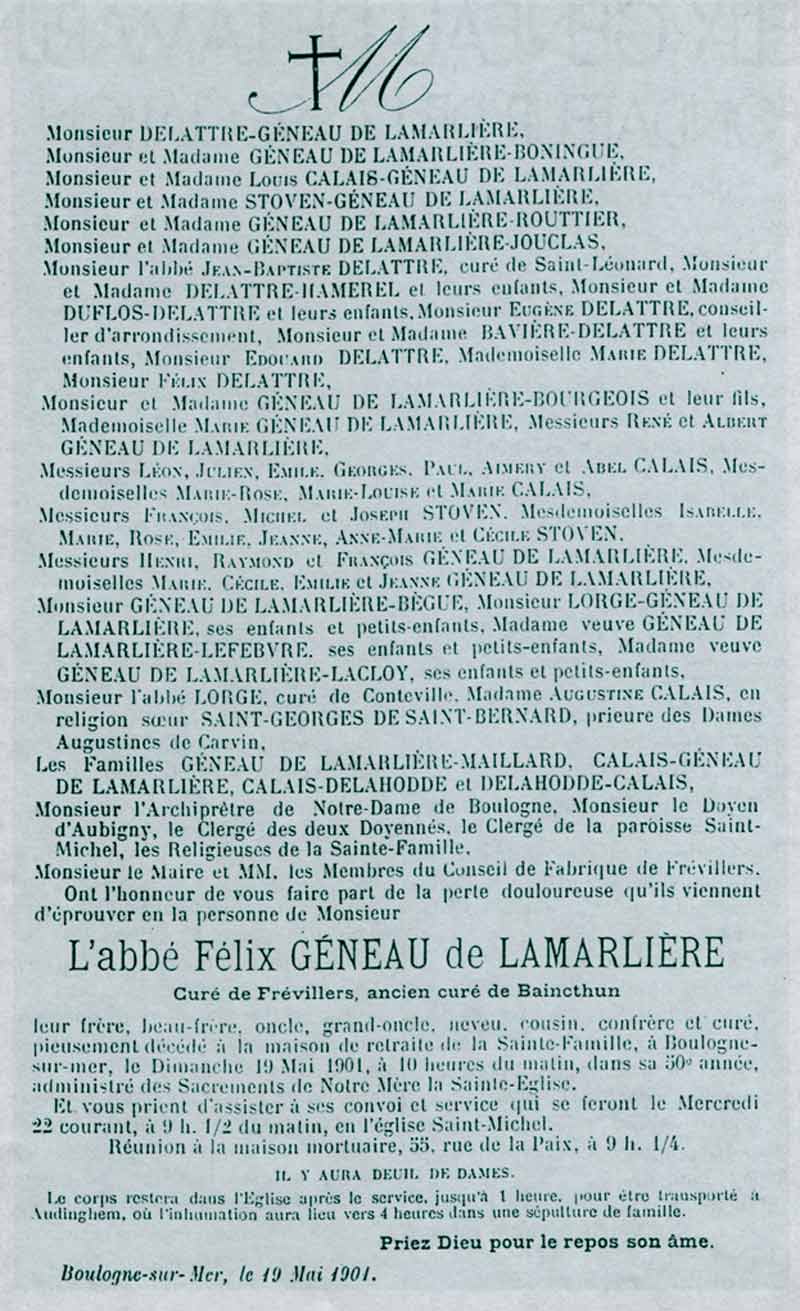 M
Monsieur DELATTRE-GÉNEAU DE LAMARLIÈRE,
Monsieur et Madame GÉNEAU DE LAMARLIÈRE-BONINGUE,
Monsieur et Madame Louis CALAIS-GÉNEAU DE LAMARLIÈRE,
Monsieur et Madame STOVEN-GÉNEAU DE LAMARLIÈRE,
Monsieur et Madame GÉNEAU DE LAMARLIÈRE-ROUTTIER,
Monsieur et Madame GÉNEAU DE LAMARLIÈRE-JOUCLAS,
Monsieur l'abbé JEAN-BAPTISTE DELATTRE, curé de Saint-Léonard, Monsieur
et Madame DELATTRE-HAMEREL et leurs enfants, Monsieur et Madame
DUFLOS-DELATTRE et leurs enfants, Monsieur EUGÈNE DELATTRE, conseil-
ler d'arrondissement, Monsieur et Madame BAVIÈRE-DELATTRE et leurs
enfants, Monsieur EDOUARD DELATTRE, Mademoiselle MARIE DELATTRE,
Monsieur FÉLIX DELATTRE,
Monsieur et Madame GÉNEAU DE LAMARLIÈRE-BOURGEOIS et leur fils,
Mademoiselle MARIE GÉNEAU DE LAMARLIÈRE, Messieurs RENÉ et ALBERT
GÉNEAU DE LAMARLIÈRE,
Messieurs LÉON, JULIEN, EMILE, GEORGES, PAUL, AIMERY et ABEL CALAIS, Mes-
demoiselles MARIE-ROSE, MARIE-LOUISE et MARIE CALAIS,
Messieurs FRANÇOIS, MICHEL et JOSEPH STOVEN, Mesdemoiselles ISABELLE,
MARIE, ROSE, EMILIE, JEANNE, ANNE-MARIE et CÉCILE STOVEN,
Messieurs HENRI, RAYMOND et FRANÇOIS GÉNEAU DE LAMARLIÈRE, Mesde-
moiselles MARIE, CÉCILE, EMILIE et JEANNE GÉNEAU DE LAMARLIÈRE,
Monsieur GÉNEAU DE LAMARLIÈRE-BÈGUE, Monsieur LORGE-GÉNEAU DE
LAMARLIÈRE, ses enfants et petits-enfants, Madame veuve GÉNEAU DE
LAMARLIÈRE-LEFEBVRE, ses enfants et petits-enfants, Madame veuve
GÉNEAU DE LAMARLIÈRE-LACLOY, ses enfants et petits-enfants,
Monsieur l'abbé LORGE, curé de Conteville, Madame AUGUSTINE CALAIS, en
religion sœur SAINT-GEORGES DE SAINT-BERNARD, prieure des Dames
Augustines de Carvin,
Les Familles GÉNEAU DE LAMARLIÈRE-MAILLARD, CALAIS-GÉNEAU
DE LAMARLIÈRE, CALAIS-DELAHODDE et DELAHODDE-CALAIS,
Monsieur l'Archiprêtre de Notre-Dame de Boulogne, Monsieur le Doyen
d'Aubigny, le Clergé des deux Doyennés, le Clergé de la paroisse Saint-
Michel, les Religieuses de la Sainte-Famille,
Monsieur le Maire et MM. les Membres du Conseil de Fabrique de Frévillers.
Ont l'honneur de vous faire part de la perte douloureuse qu'ils viennent
d'éprouver en la personne de Monsieur
L'abbé Félix GÉNEAU de LAMARLIÈRE
Curé de Frévillers, ancien curé de Baincthun
leur frère, beau-frère, oncle, grand-oncle, neveu, cousin, confrère et curé,
pieusement décédé à la maison de retraite de la Sainte-Famille, à Boulogne-
sur-mer, le Dimanche 19 Mai 1901, à 10 heures du matin, dans sa 50e année,
administré des Sacrements de Notre Mère la Sainte-Eglise.
Et vous prient d'assister à ses convoi et service qui se feront le Mercredi
22 courant, à 9 h. 1/2 du matin, en l'église Saint-Michel.
Réunion à la maison mortuaire, 55, rue de la Paix, à 9 h. 1/4.
IL Y AURA DEUIL DE DAMES.
Le corps restera dans l'Eglise après le service, jusqu'à 1 heure, pour être transporté à
Audinghem, où l'inhumation aura lieu vers 4 heures dans une sépulture de famille.
Priez Dieu pour le repos son âme.
Boulogne-sur-Mer, le 19 Mai 1901.